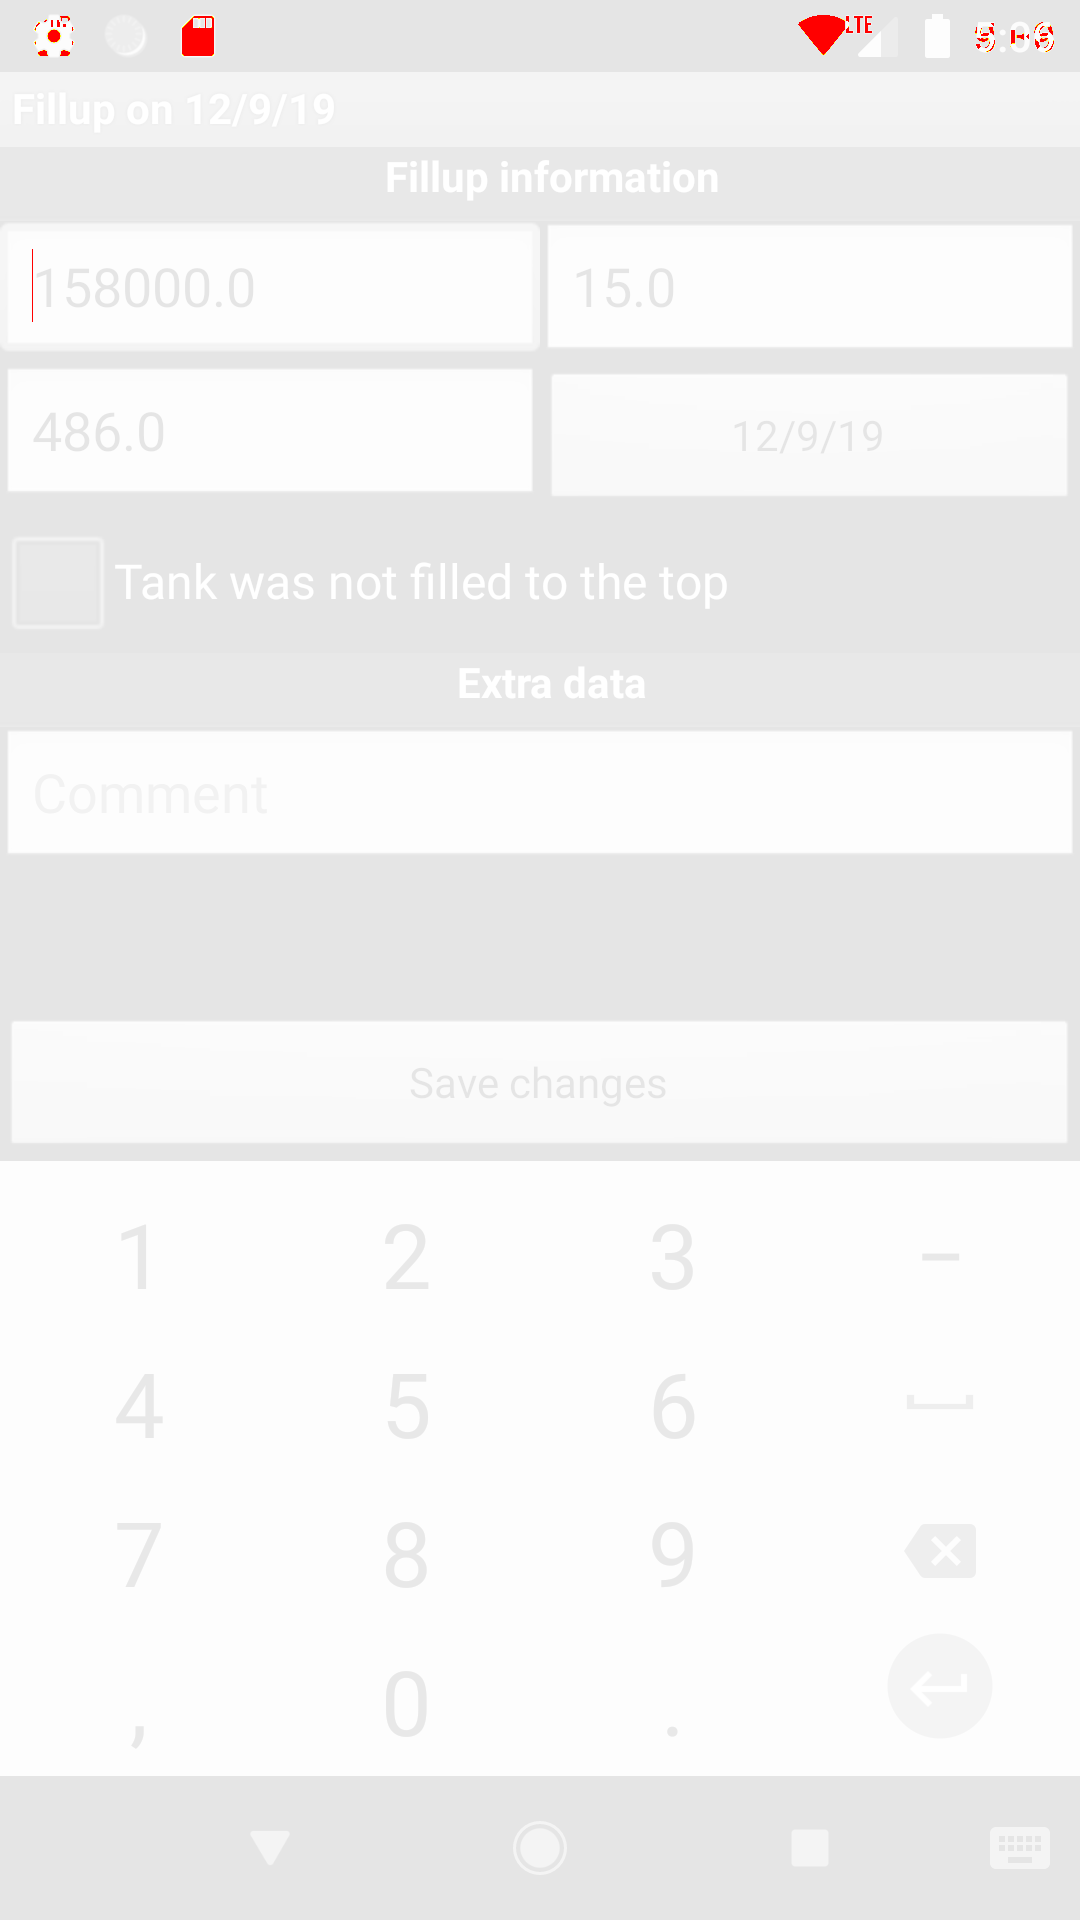 LTE
Fillup on 12/9/19
Fillup information
158000.0 15.0
486.0 12/9/19
Tank was not filled to the top
Extra data
Comment
Save changes
1 2 3 –
4 5 6
7 8 9
, 0 .